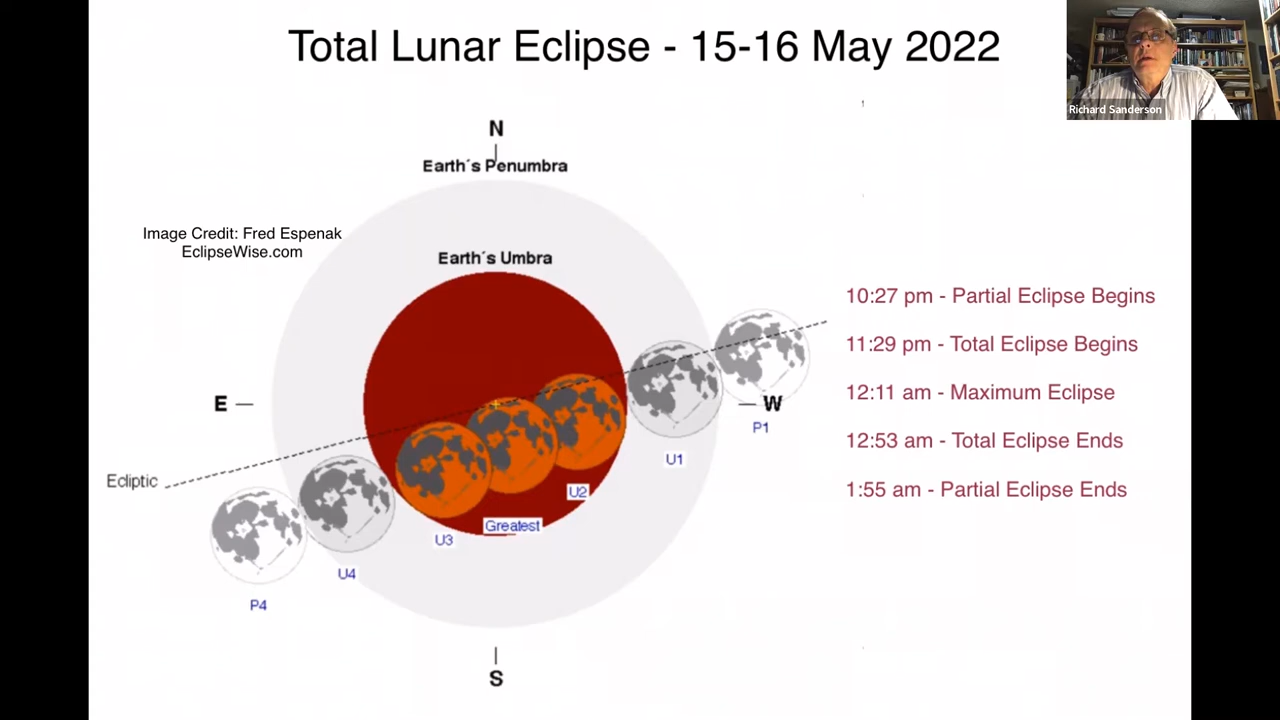 Total Lunar Eclipse - 15-16 May 2022
Richard Sanderson
N
Earth´s Penumbra
Image Credit: Fred Espenak
EclipseWise.com
Earth´s Umbra
10:27 pm - Partial Eclipse Begins
11:29 pm - Total Eclipse Begins
12:11 am - Maximum Eclipse
12:53 am - Total Eclipse Ends
1:55 am - Partial Eclipse Ends
E
W
P1
U1
Ecliptic
U2
Greatest
U3
U4
P4
S